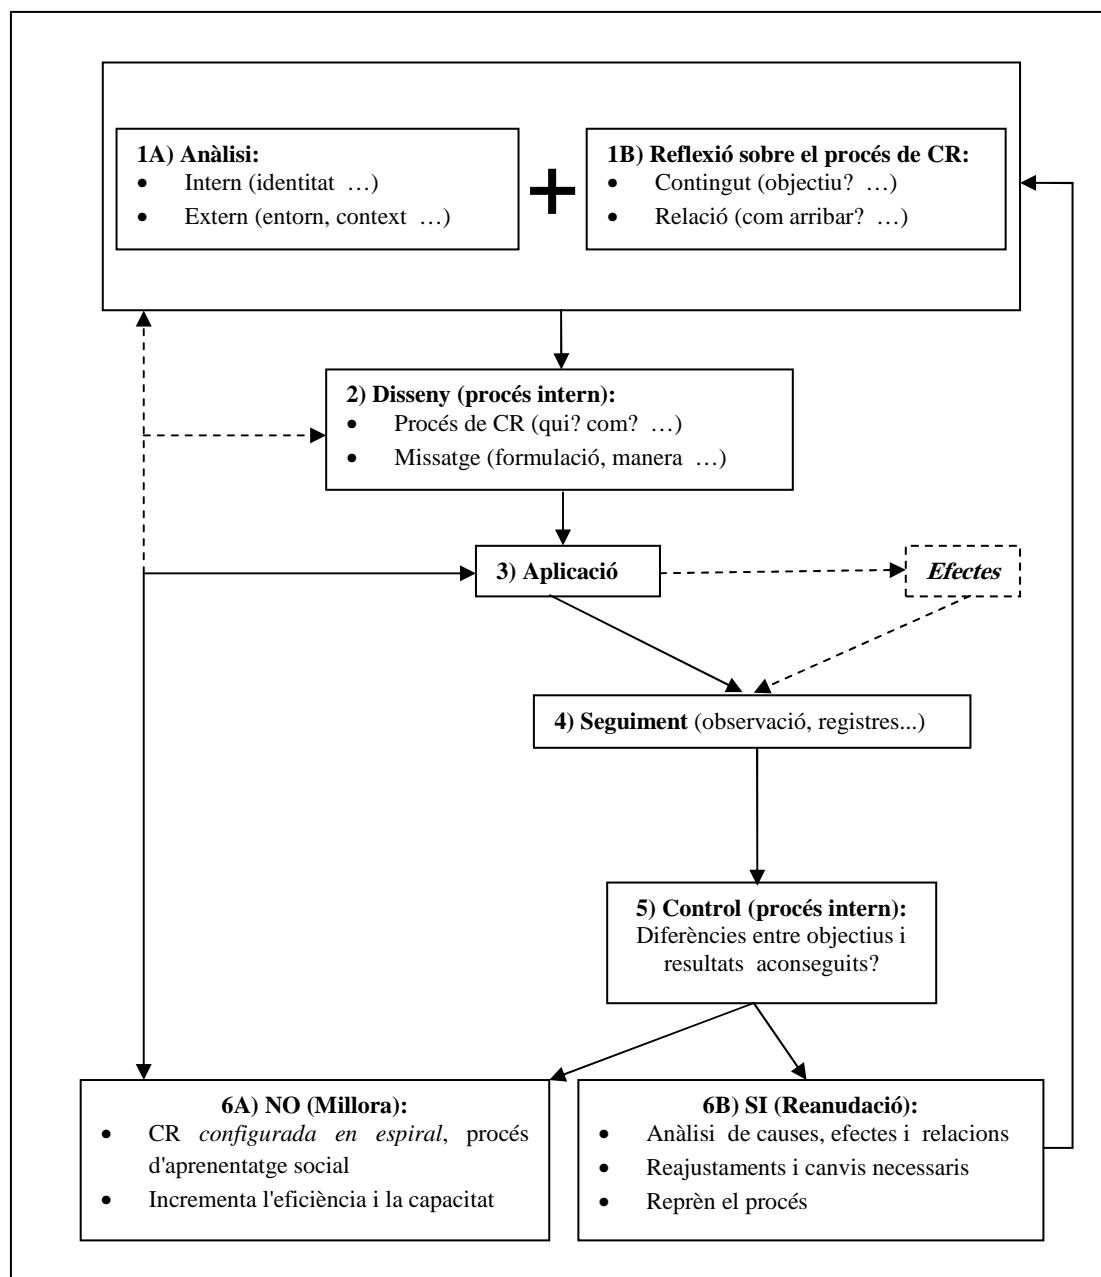 1A) Anàlisi:
• Intern (identitat …)
• Extern (entorn, context …)
+
1B) Reflexió sobre el procés de CR:
• Contingut (objectiu? …)
• Relació (com arribar? …)
2) Disseny (procés intern):
• Procés de CR (qui? com? …)
• Missatge (formulació, manera …)
3) Aplicació
Efectes
4) Seguiment (observació, registres...)
5) Control (procés intern):
Diferències entre objectius i
resultats aconseguits?
6A) NO (Millora):
• CR configurada en espiral, procés
d'aprenentatge social
• Incrementa l'eficiència i la capacitat
6B) SI (Reanudació):
• Anàlisi de causes, efectes i relacions
• Reajustaments i canvis necessaris
• Reprèn el procés